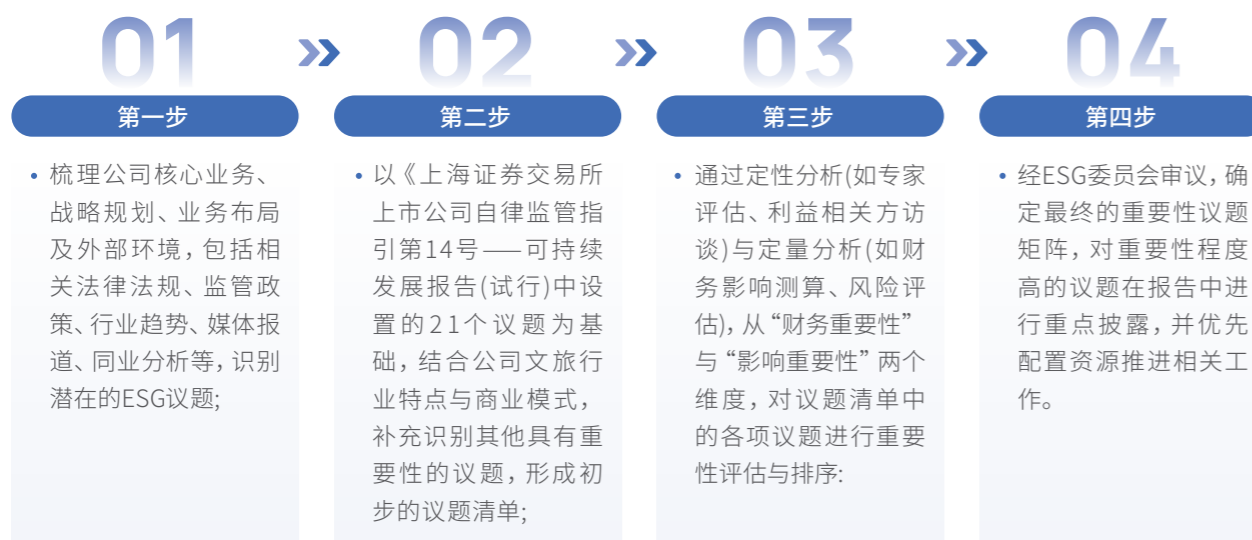 01
第一步
• 梳理公司核心业务、
战略规划、业务布局
及外部环境,包括相
关法律法规、监管政
策、行业趋势、媒体报
道、同业分析等,识别
潜在的ESG议题;
02
第二步
• 以《上海证券交易所
上市公司自律监管指
引第14号——可持续
发展报告(试行)中设
置的21个议题为基
础,结合公司文旅行
业特点与商业模式,
补充识别其他具有重
要性的议题,形成初
步的议题清单;
03
第三步
• 通过定性分析(如专家
评估、利益相关方访
谈)与定量分析(如财
务影响测算、风险评
估),从“财务重要性”
与“影响重要性”两个
维度,对议题清单中
的各项议题进行重要
性评估与排序:
04
第四步
• 经ESG委员会审议,确
定最终的重要性议题
矩阵,对重要性程度
高的议题在报告中进
行重点披露,并优先
配置资源推进相关工
作。